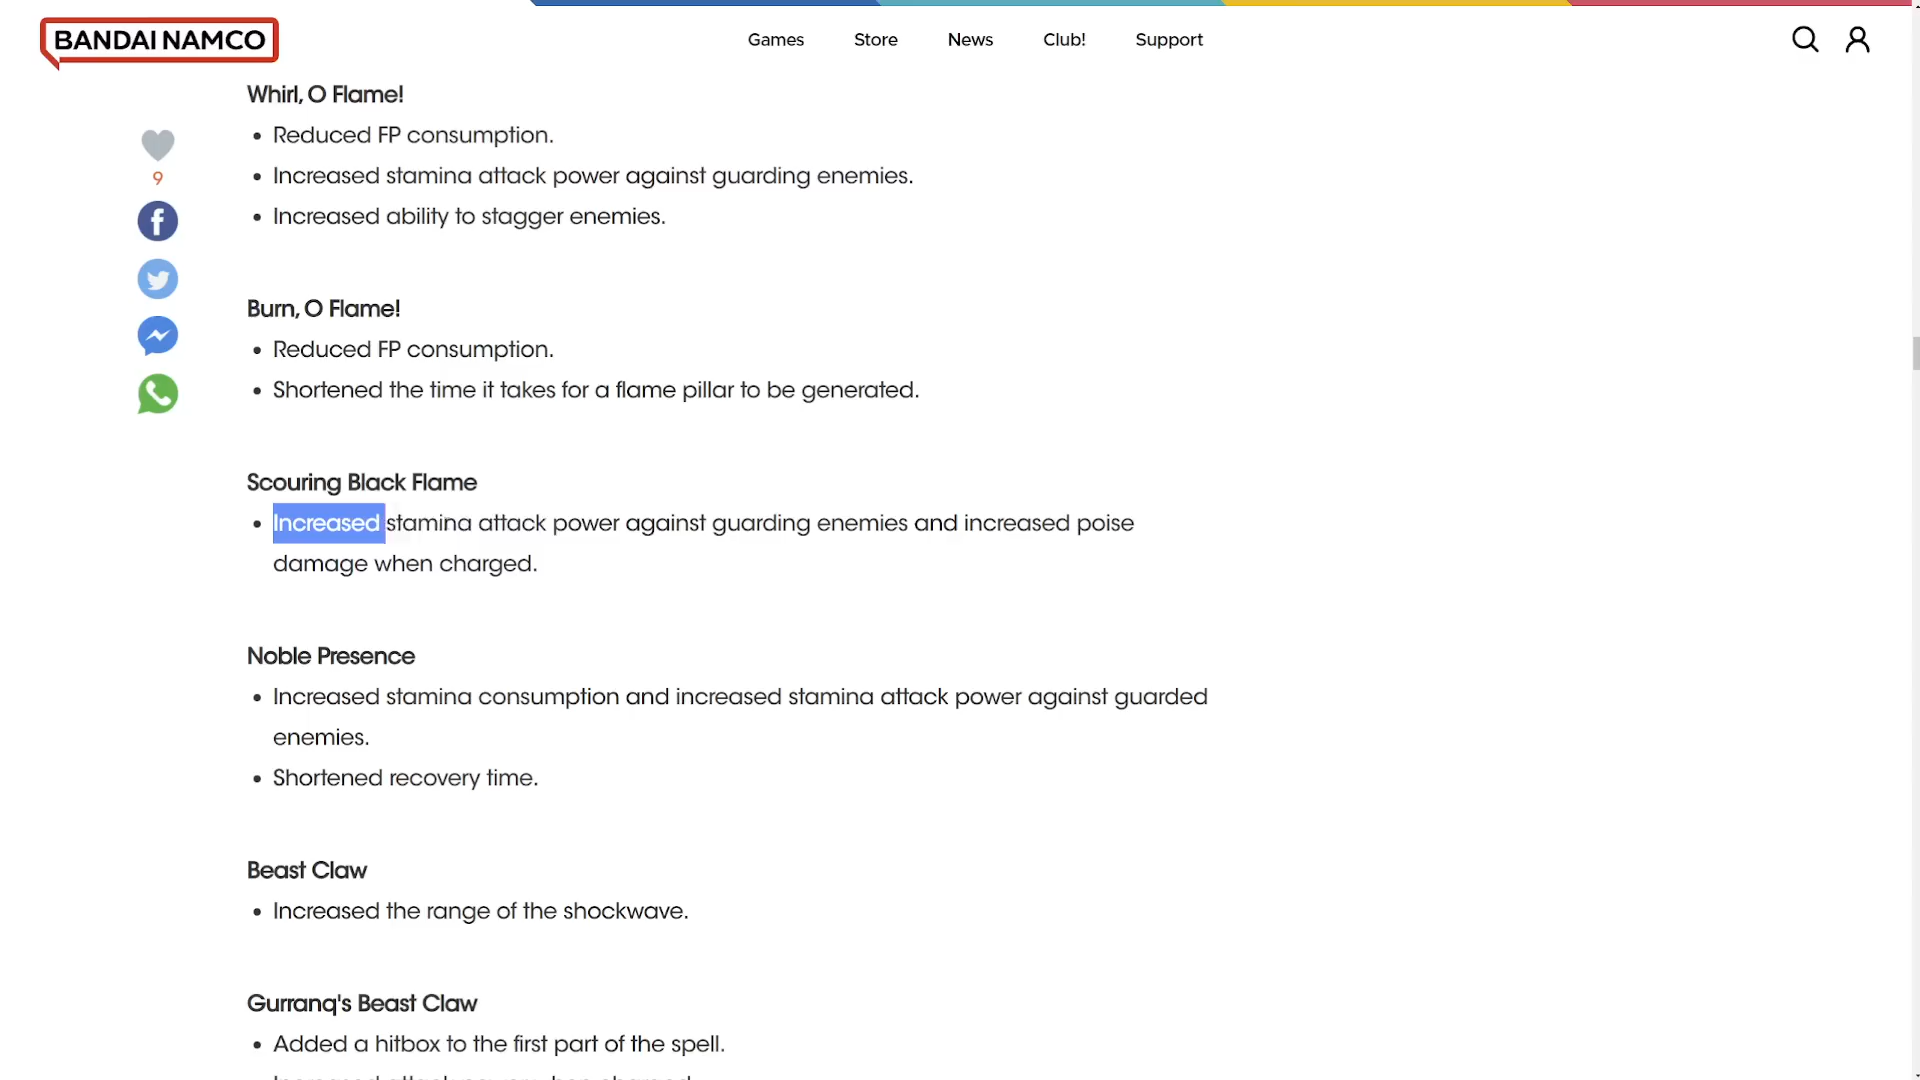 BANDAI NAMCO
Games Store News Club! Support
Whirl, O Flame!
• Reduced FP consumption.
• Increased stamina attack power against guarding enemies.
9
• Increased ability to stagger enemies.
Burn, O Flame!
• Reduced FP consumption.
• Shortened the time it takes for a flame pillar to be generated.
Scouring Black Flame
• Increased stamina attack power against guarding enemies and increased poise
damage when charged.
Noble Presence
• Increased stamina consumption and increased stamina attack power against guarded
enemies.
• Shortened recovery time.
Beast Claw
• Increased the range of the shockwave.
Gurranq's Beast Claw
• Added a hitbox to the first part of the spell.